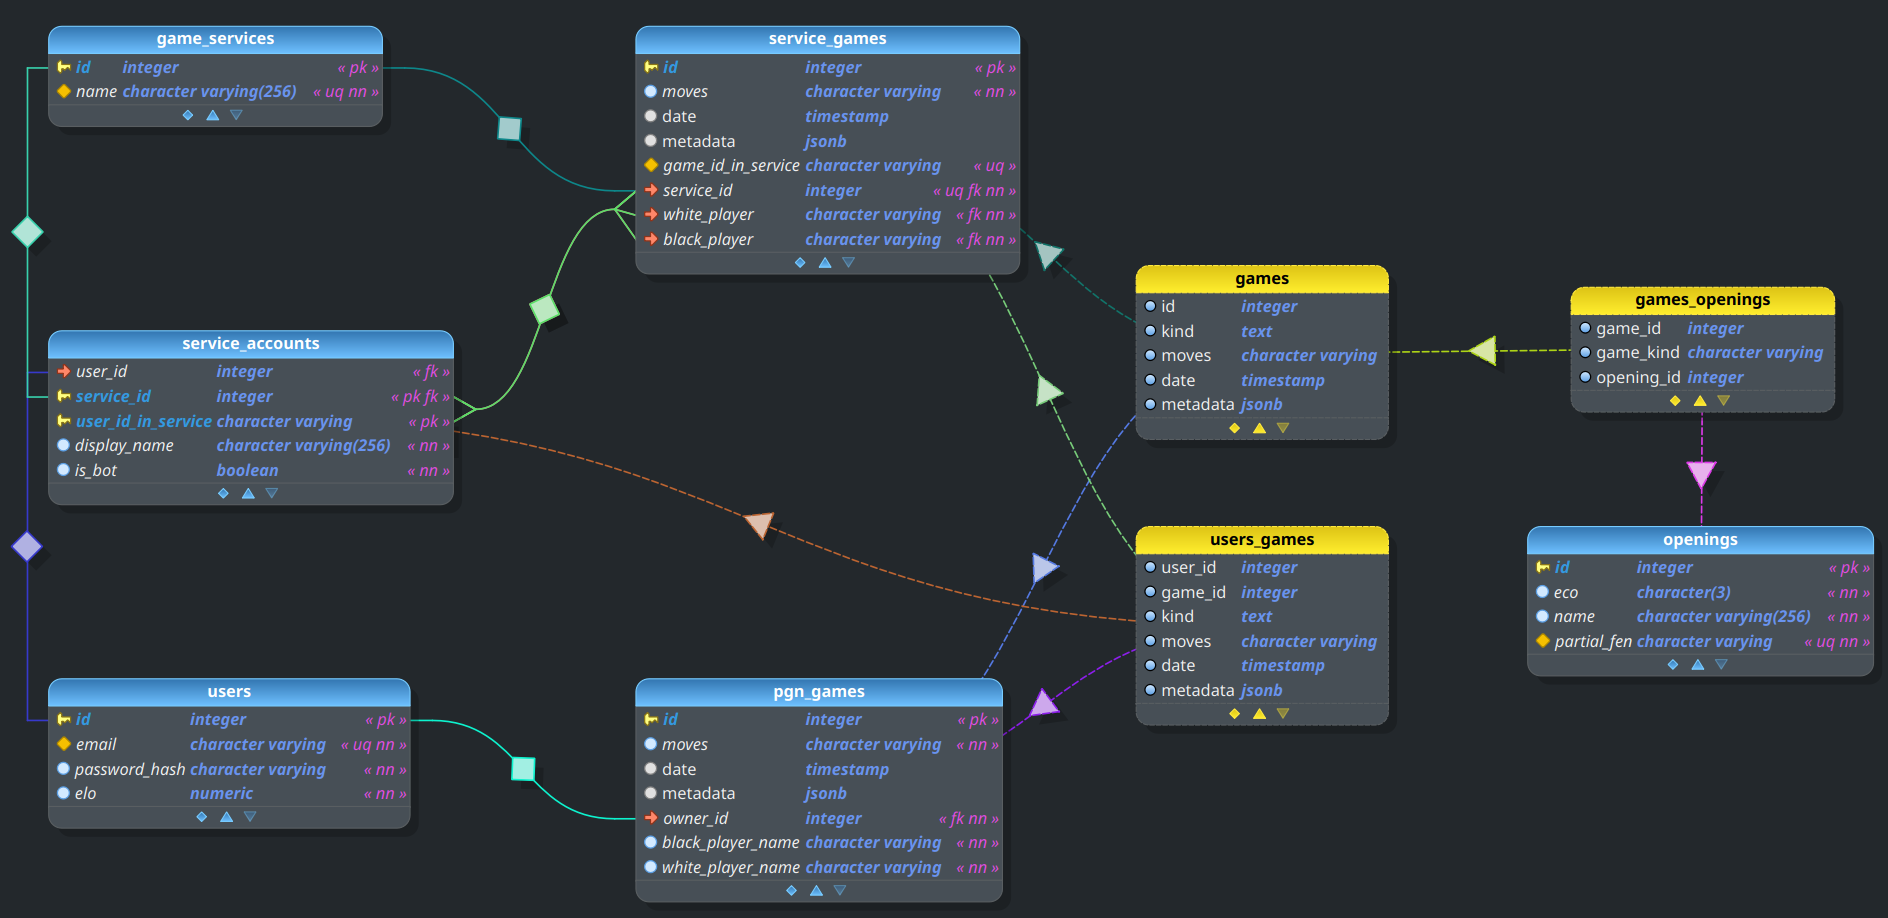 game_services
id integer « pk »
name character varying(256) « uq nn »
service_games
id integer « pk »
moves character varying « nn »
date timestamp
metadata jsonb
game_id_in_service character varying « uq »
service_id integer « uq fk nn »
white_player character varying « fk nn »
black_player character varying « fk nn »
games
id integer
kind text
moves character varying
date timestamp
metadata jsonb
games_openings
game_id integer
game_kind character varying
opening_id integer
service_accounts
user_id integer « fk »
service_id integer « pk fk »
user_id_in_service character varying « pk »
display_name character varying(256) « nn »
is_bot boolean « nn »
users_games
user_id integer
game_id integer
kind text
moves character varying
date timestamp
metadata jsonb
openings
id integer « pk »
eco character(3) « nn »
name character varying(256) « nn »
partial_fen character varying « uq nn »
users
id integer « pk »
email character varying « uq nn »
password_hash character varying « nn »
elo numeric « nn »
pgn_games
id integer « pk »
moves character varying « nn »
date timestamp
metadata jsonb
owner_id integer « fk nn »
black_player_name character varying « nn »
white_player_name character varying « nn »